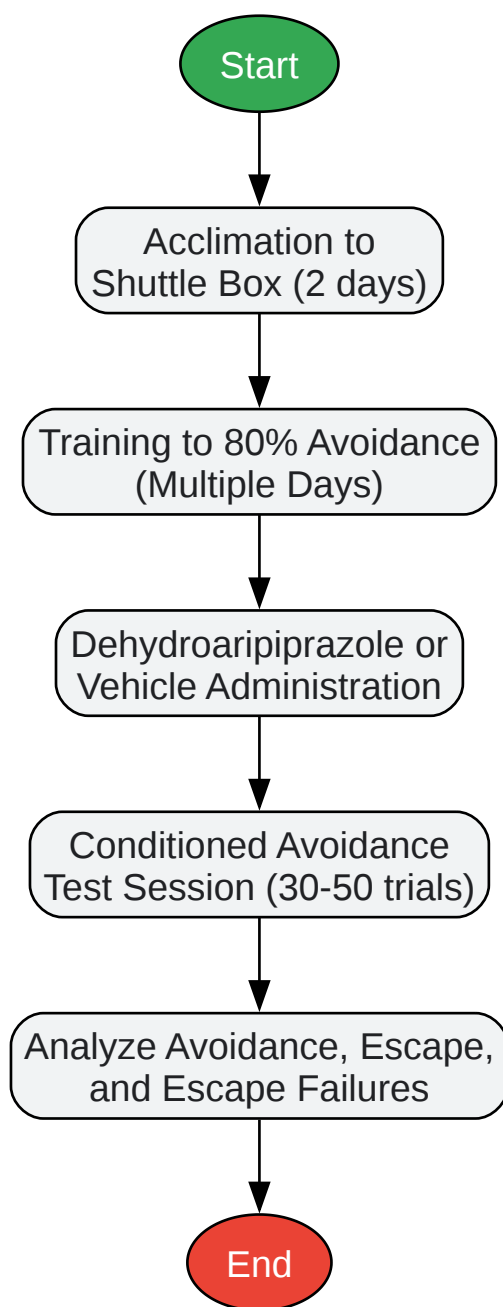 Start
Acclimation to
Shuttle Box (2 days)
Training to 80% Avoidance
(Multiple Days)
Dehydroaripiprazole or
Vehicle Administration
Conditioned Avoidance
Test Session (30-50 trials)
Analyze Avoidance, Escape,
and Escape Failures
End